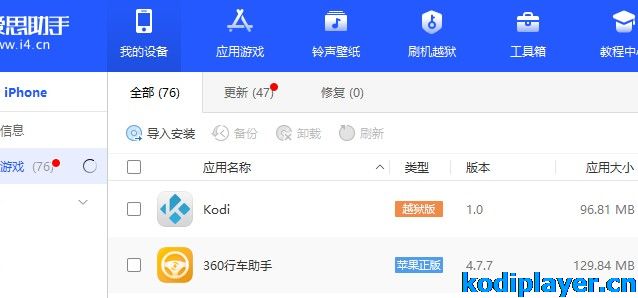 爱思助手
www.i4.cn
我的设备
应用游戏
铃声壁纸
刷机越狱
工具箱
教程中
iPhone
全部 (76)
更新 (47)
修复 (0)
信息
导入安装
备份
卸载
刷新
游戏 (76)
应用名称
类型
版本
应用大小
Kodi
越狱版
1.0
96.81 MB
360行车助手
苹果正版
4.7.7
129.84 MB
kodiplayer.cn